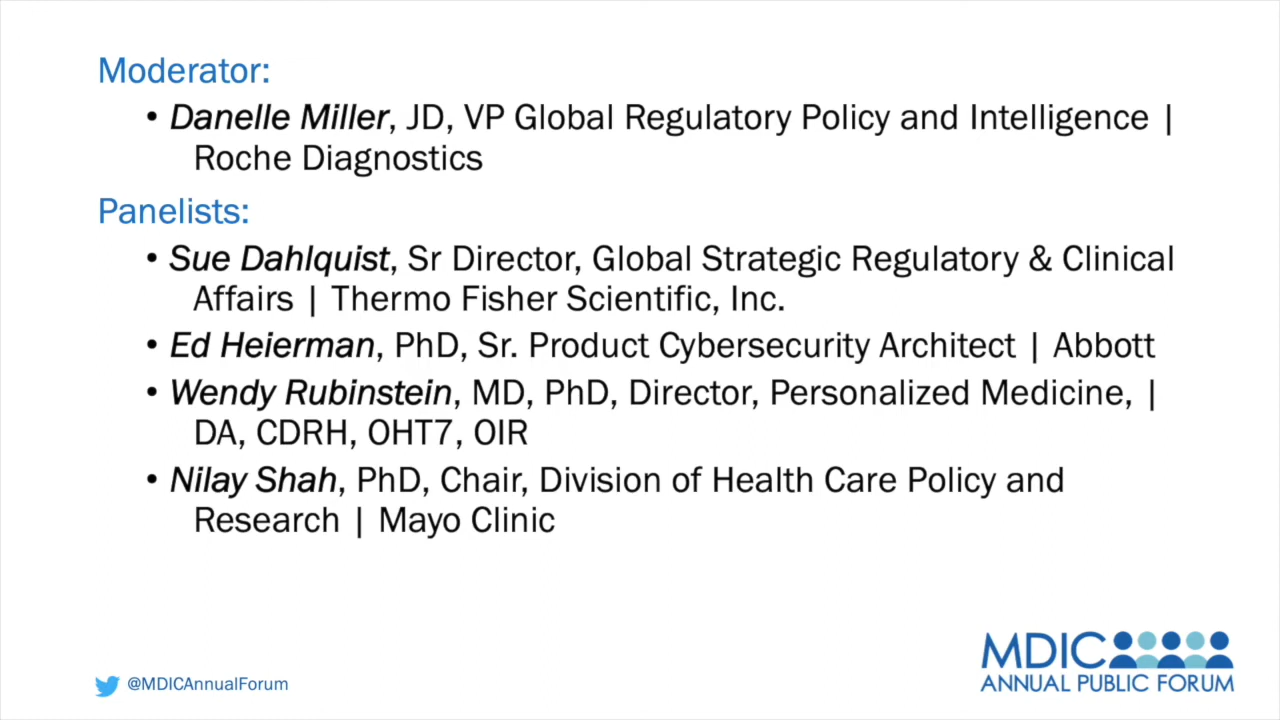 Moderator:
• Danelle Miller, JD, VP Global Regulatory Policy and Intelligence |
Roche Diagnostics
Panelists:
• Sue Dahlquist, Sr Director, Global Strategic Regulatory & Clinical
Affairs | Thermo Fisher Scientific, Inc.
• Ed Heierman, PhD, Sr. Product Cybersecurity Architect | Abbott
• Wendy Rubinstein, MD, PhD, Director, Personalized Medicine, |
DA, CDRH, OHT7, OIR
• Nilay Shah, PhD, Chair, Division of Health Care Policy and
Research | Mayo Clinic
@MDICAnnualForum
MDIC
ANNUAL PUBLIC FORUM